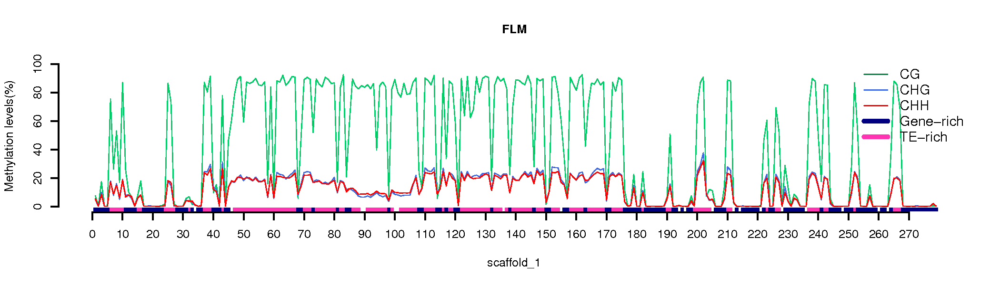 FLM
Methylation levels(%)
100
80
60
40
20
0
CG
CHG
CHH
Gene−rich
TE−rich
0 10 20 30 40 50 60 70 80 90 100 110 120 130 140 150 160 170 180 190 200 210 220 230 240 250 260 270
scaffold_1